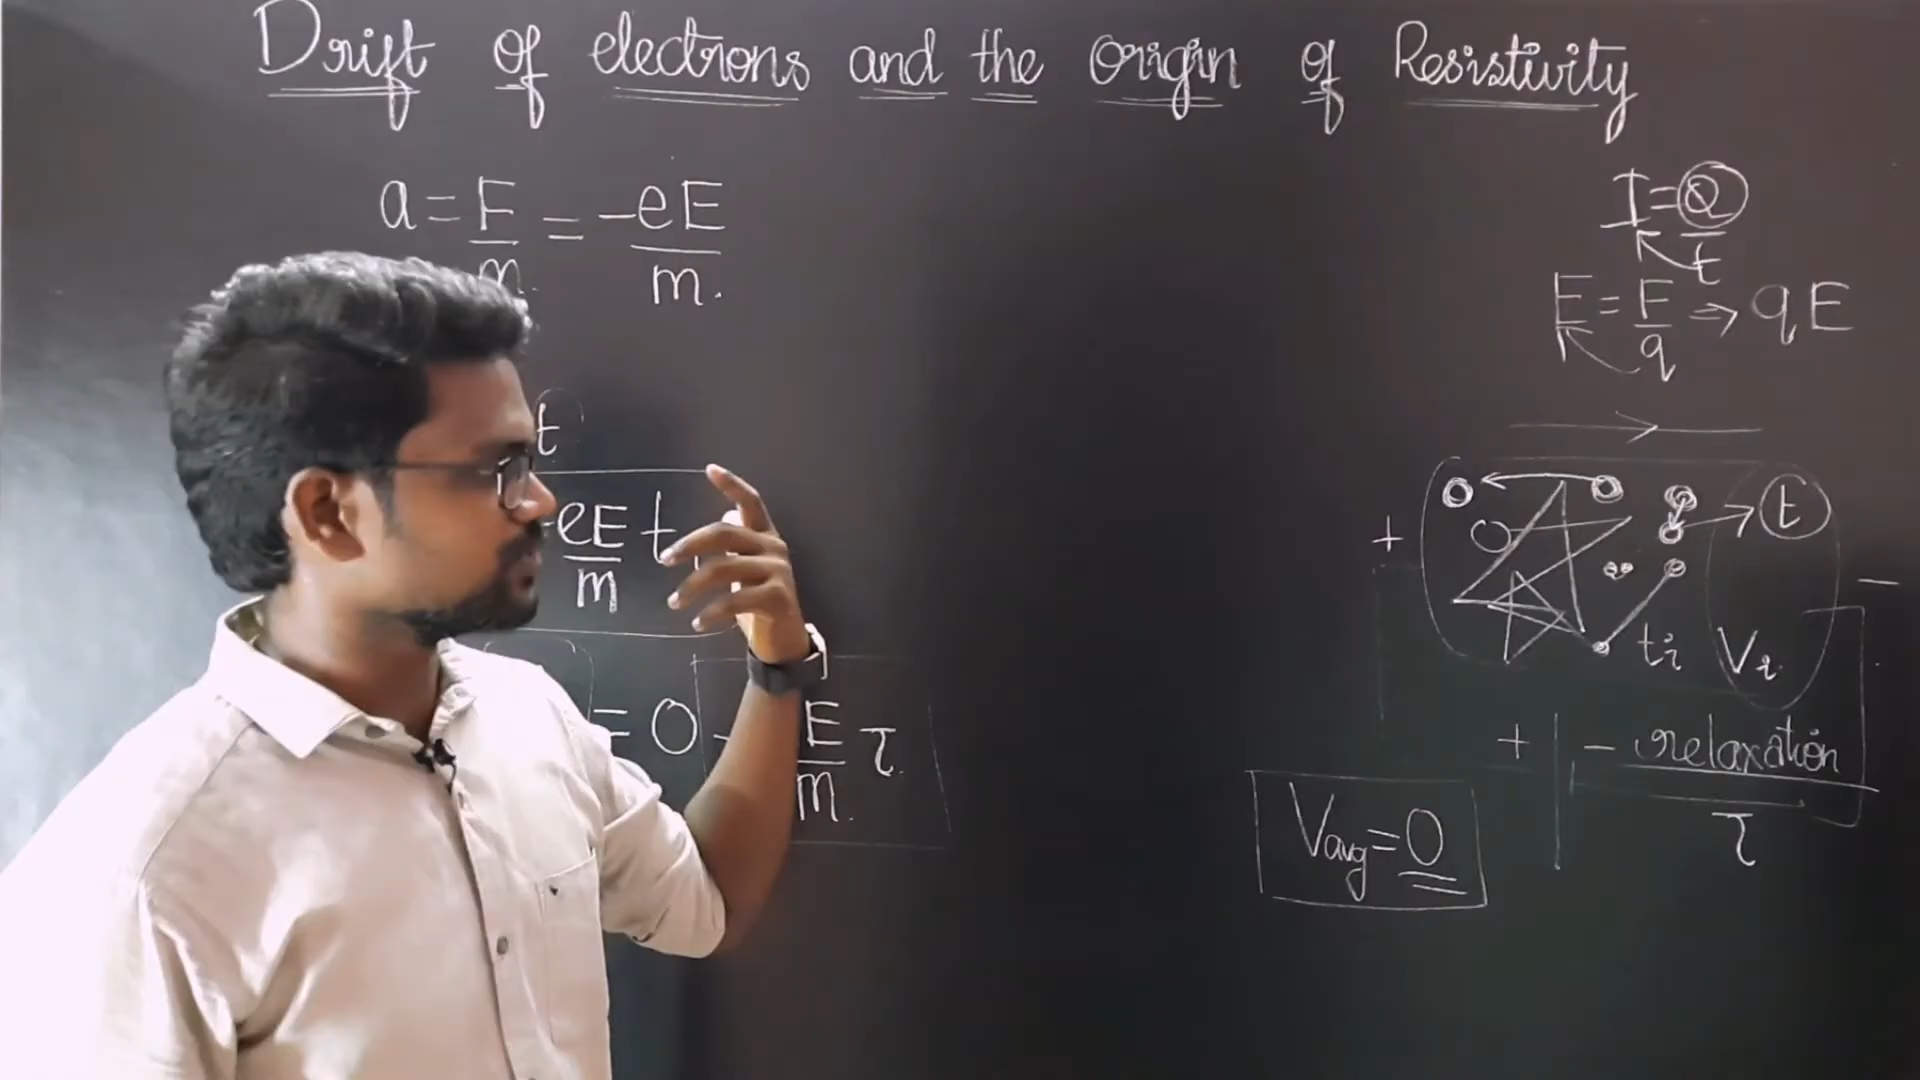 Drift of electrons and the origin of Resistivity
a = F/m = -eE/m.
t
-eE/m t
= 0 - E/m. τ.
I = Q/t
E = F/q ⇒ qE
t
+
-
ti Vi
+ - relaxation
τ
Vavg = 0